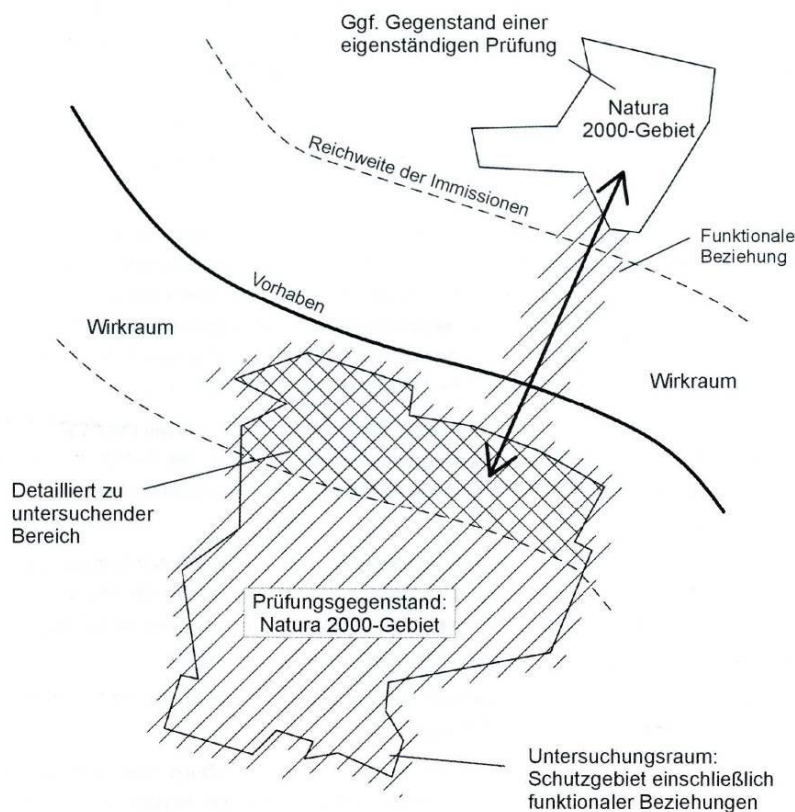 Ggf. Gegenstand einer
eigenständigen Prüfung
Natura
2000-Gebiet
Reichweite der Immissionen
Funktionale
Beziehung
Vorhaben
Wirkraum
Wirkraum
Detailliert zu
untersuchender
Bereich
Prüfungsgegenstand:
Natura 2000-Gebiet
Untersuchungsraum:
Schutzgebiet einschließlich
funktionaler Beziehungen